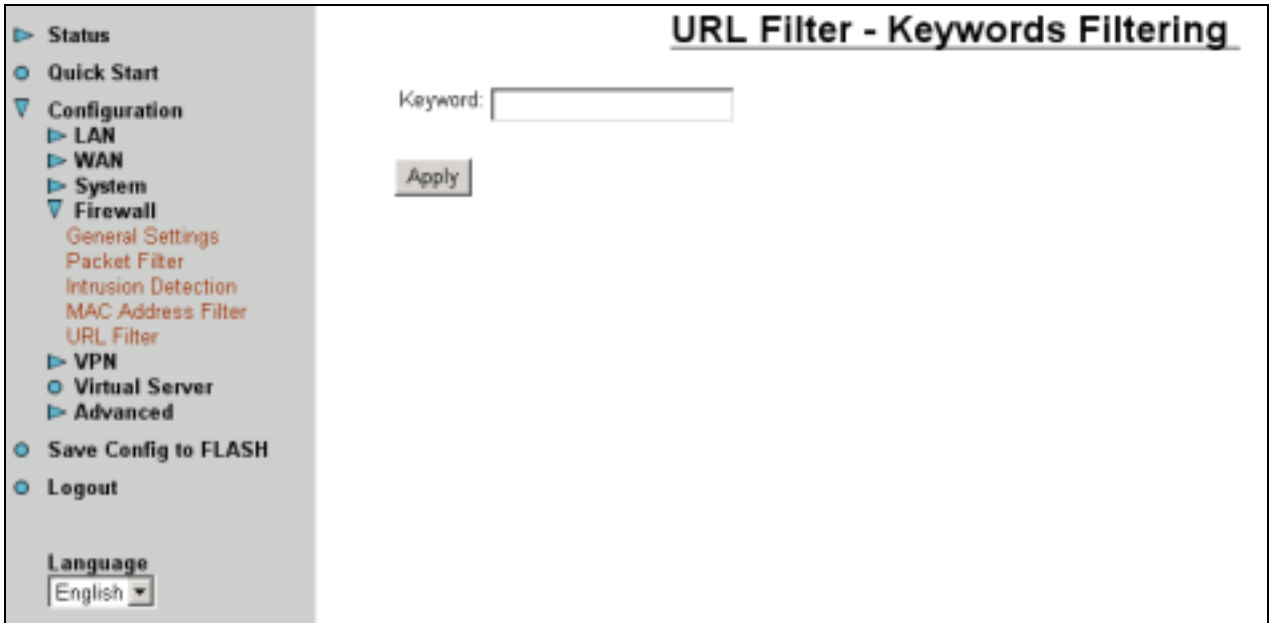 Status
Quick Start
Configuration
LAN
WAN
System
Firewall
General Settings
Packet Filter
Intrusion Detection
MAC Address Filter
URL Filter
VPN
Virtual Server
Advanced
Save Config to FLASH
Logout
Language
English
URL Filter - Keywords Filtering
Keyword:
Apply